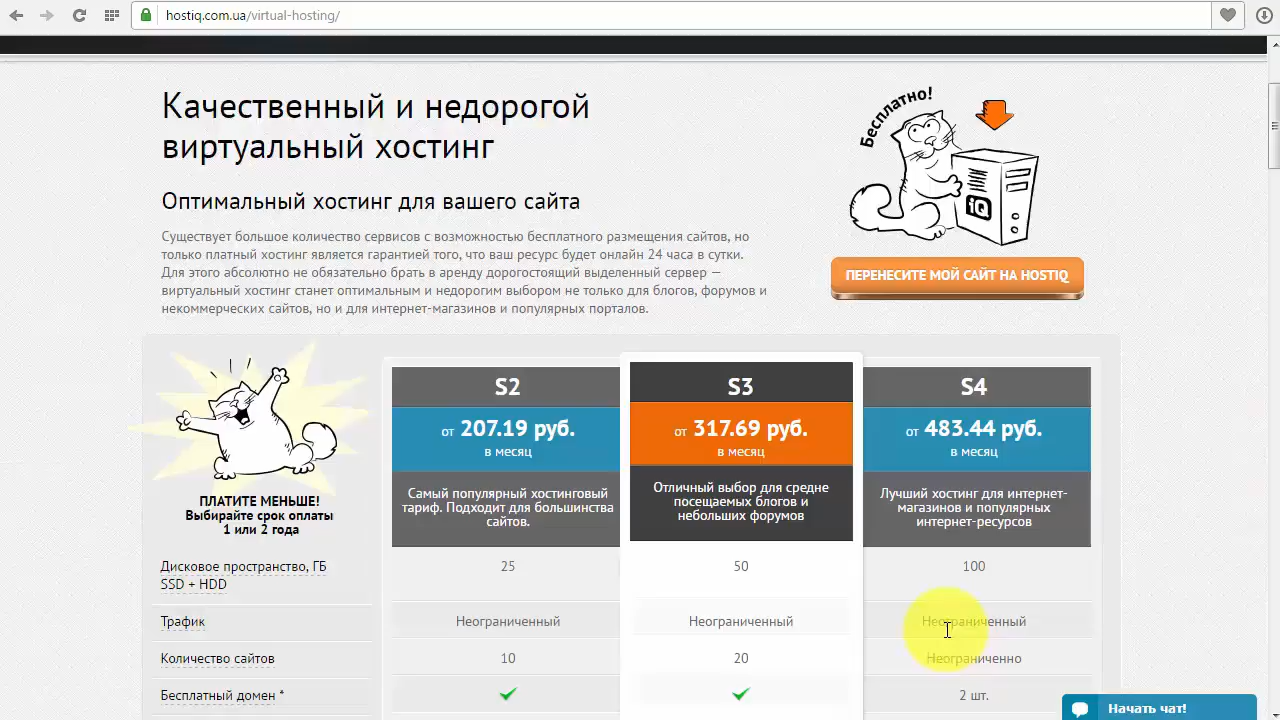 hostiq.com.ua/virtual-hosting/
Качественный и недорогой
виртуальный хостинг
Бесплатно!
iQ
Оптимальный хостинг для вашего сайта
Существует большое количество сервисов с возможностью бесплатного размещения сайтов, но
только платный хостинг является гарантией того, что ваш ресурс будет онлайн 24 часа в сутки.
Для этого абсолютно не обязательно брать в аренду дорогостоящий выделенный сервер —
виртуальный хостинг станет оптимальным и недорогим выбором не только для блогов, форумов и
некоммерческих сайтов, но и для интернет-магазинов и популярных порталов.
ПЕРЕНЕСИТЕ МОЙ САЙТ НА HOSTIQ
ПЛАТИТЕ МЕНЬШЕ!
Выбирайте срок оплаты
1 или 2 года
S2
от 207.19 руб.
в месяц
Самый популярный хостинговый
тариф. Подходит для большинства
сайтов.
S3
от 317.69 руб.
в месяц
Отличный выбор для средне
посещаемых блогов и
небольших форумов
S4
от 483.44 руб.
в месяц
Лучший хостинг для интернет-
магазинов и популярных
интернет-ресурсов
Дисковое пространство, ГБ
SSD + HDD
25 50 100
Трафик Неограниченный Неограниченный Неограниченный
Количество сайтов 10 20 Неограниченно
Бесплатный домен * 2 шт.
Начать чат!